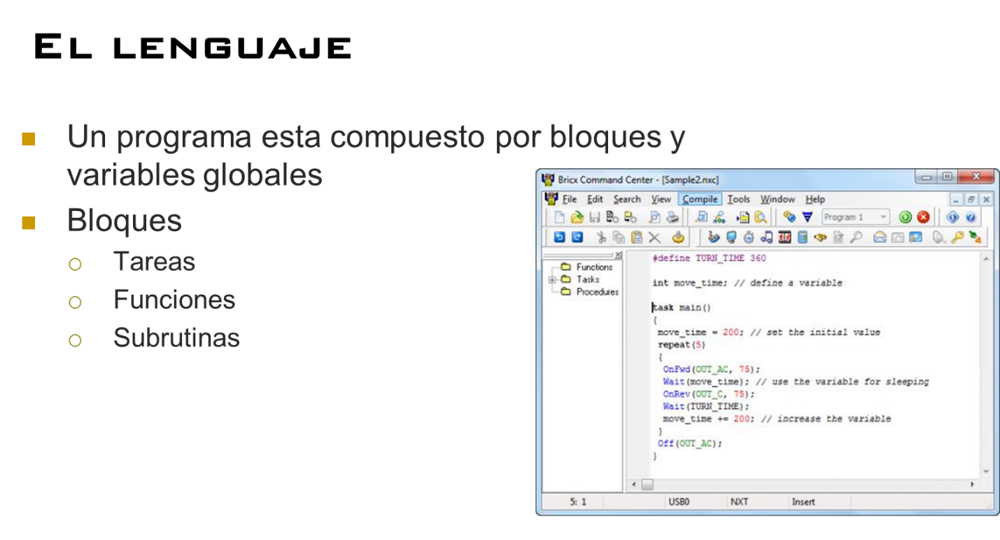 EL LENGUAJE
Un programa esta compuesto por bloques y
variables globales
Bloques
Tareas
Funciones
Subrutinas
Bricx Command Center - [Sample2.nxc]
File Edit Search View Compile Tools Window Help
Program 1
Functions
Tasks
Procedures
#define TURN_TIME 360
int move_time; // define a variable
task main()
{
move_time = 200; // set the initial value
repeat(5)
{
OnFwd(OUT_AC, 75);
Wait(move_time); // use the variable for sleeping
OnRev(OUT_C, 75);
Wait(TURN_TIME);
move_time += 200; // increase the variable
}
Off(OUT_AC);
}
5: 1 USB0 NXT Insert